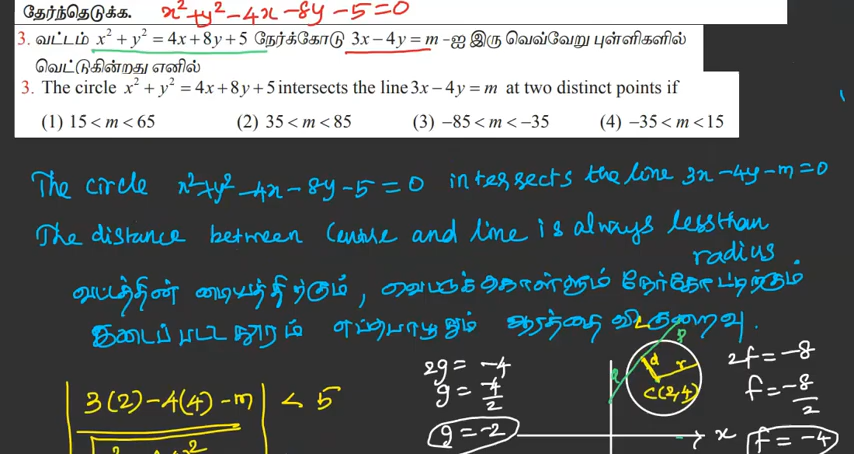 தேர்ந்தெடுக்க. x² + y² - 4x - 8y - 5 = 0
3. வட்டம் x² + y² = 4x + 8y + 5 நேர்க்கோடு 3x − 4y = m -ஐ இரு வெவ்வேறு புள்ளிகளில்
வெட்டுகின்றது எனில்
3. The circle x² + y² = 4x + 8y + 5 intersects the line 3x − 4y = m at two distinct points if
(1) 15 < m < 65 (2) 35 < m < 85 (3) −85 < m < −35 (4) −35 < m < 15
The circle x² + y² - 4x - 8y - 5 = 0 intersects the line 3x - 4y - m = 0
The distance between Centre and line is always less than
radius
வட்டத்தின் மையத்திற்கும், நேர்கோட்டிற்கும்
இடைப்பட்ட தூரம் எப்பொழுதும் ஆரத்தை விட குறைவு.
2g = -4
g = -4/2
g = -2
| 3(2) - 4(4) - m | < 5
P
Q
d
r
C(2,4)
x
2f = -8
f = -8/2
f = -4